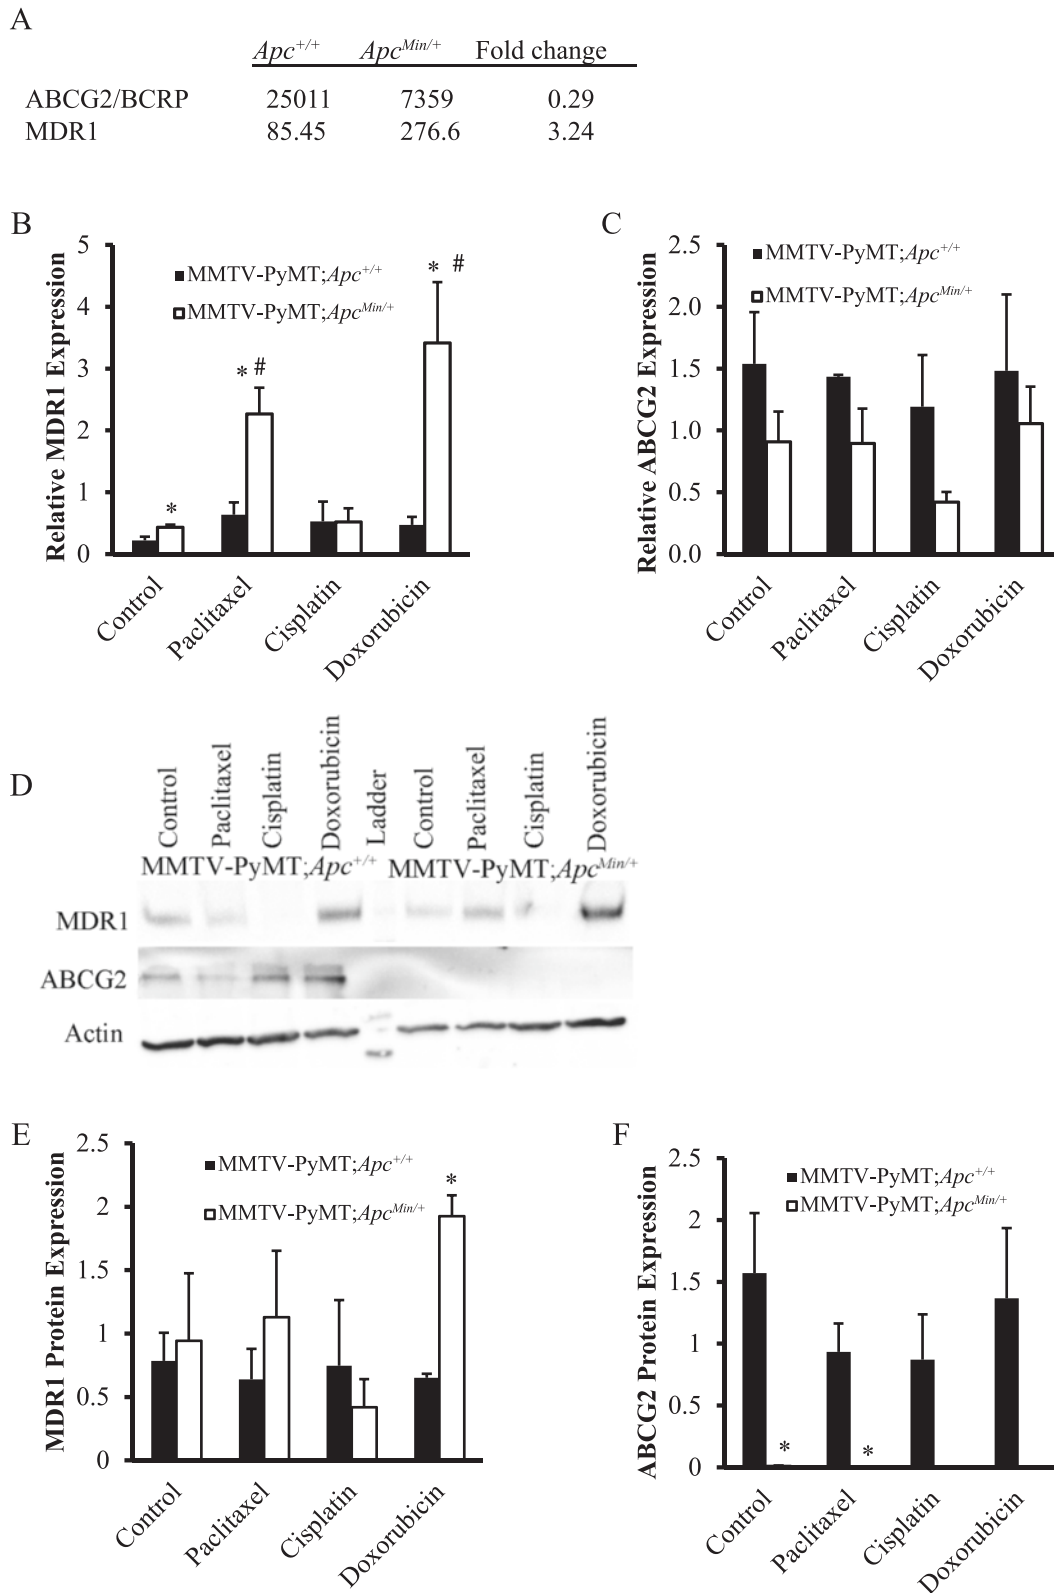 A
Apc+/+ ApcMin/+ Fold change
ABCG2/BCRP 25011 7359 0.29
MDR1 85.45 276.6 3.24
B
Relative MDR1 Expression
5
4
3
2
1
0
MMTV-PyMT;Apc+/+
MMTV-PyMT;ApcMin/+
*
* #
* #
Control
Paclitaxel
Cisplatin
Doxorubicin
C
Relative ABCG2 Expression
2.5
2.0
1.5
1.0
0.5
0.0
MMTV-PyMT;Apc+/+
MMTV-PyMT;ApcMin/+
Control
Paclitaxel
Cisplatin
Doxorubicin
D
Control
Paclitaxel
Cisplatin
Doxorubicin
Ladder
Control
Paclitaxel
Cisplatin
Doxorubicin
MMTV-PyMT;Apc+/+ MMTV-PyMT;ApcMin/+
MDR1
ABCG2
Actin
E
MDR1 Protein Expression
2.5
2
1.5
1
0.5
0
MMTV-PyMT;Apc+/+
MMTV-PyMT;ApcMin/+
*
Control
Paclitaxel
Cisplatin
Doxorubicin
F
ABCG2 Protein Expression
2.5
2
1.5
1
0.5
0
MMTV-PyMT;Apc+/+
MMTV-PyMT;ApcMin/+
*
*
Control
Paclitaxel
Cisplatin
Doxorubicin